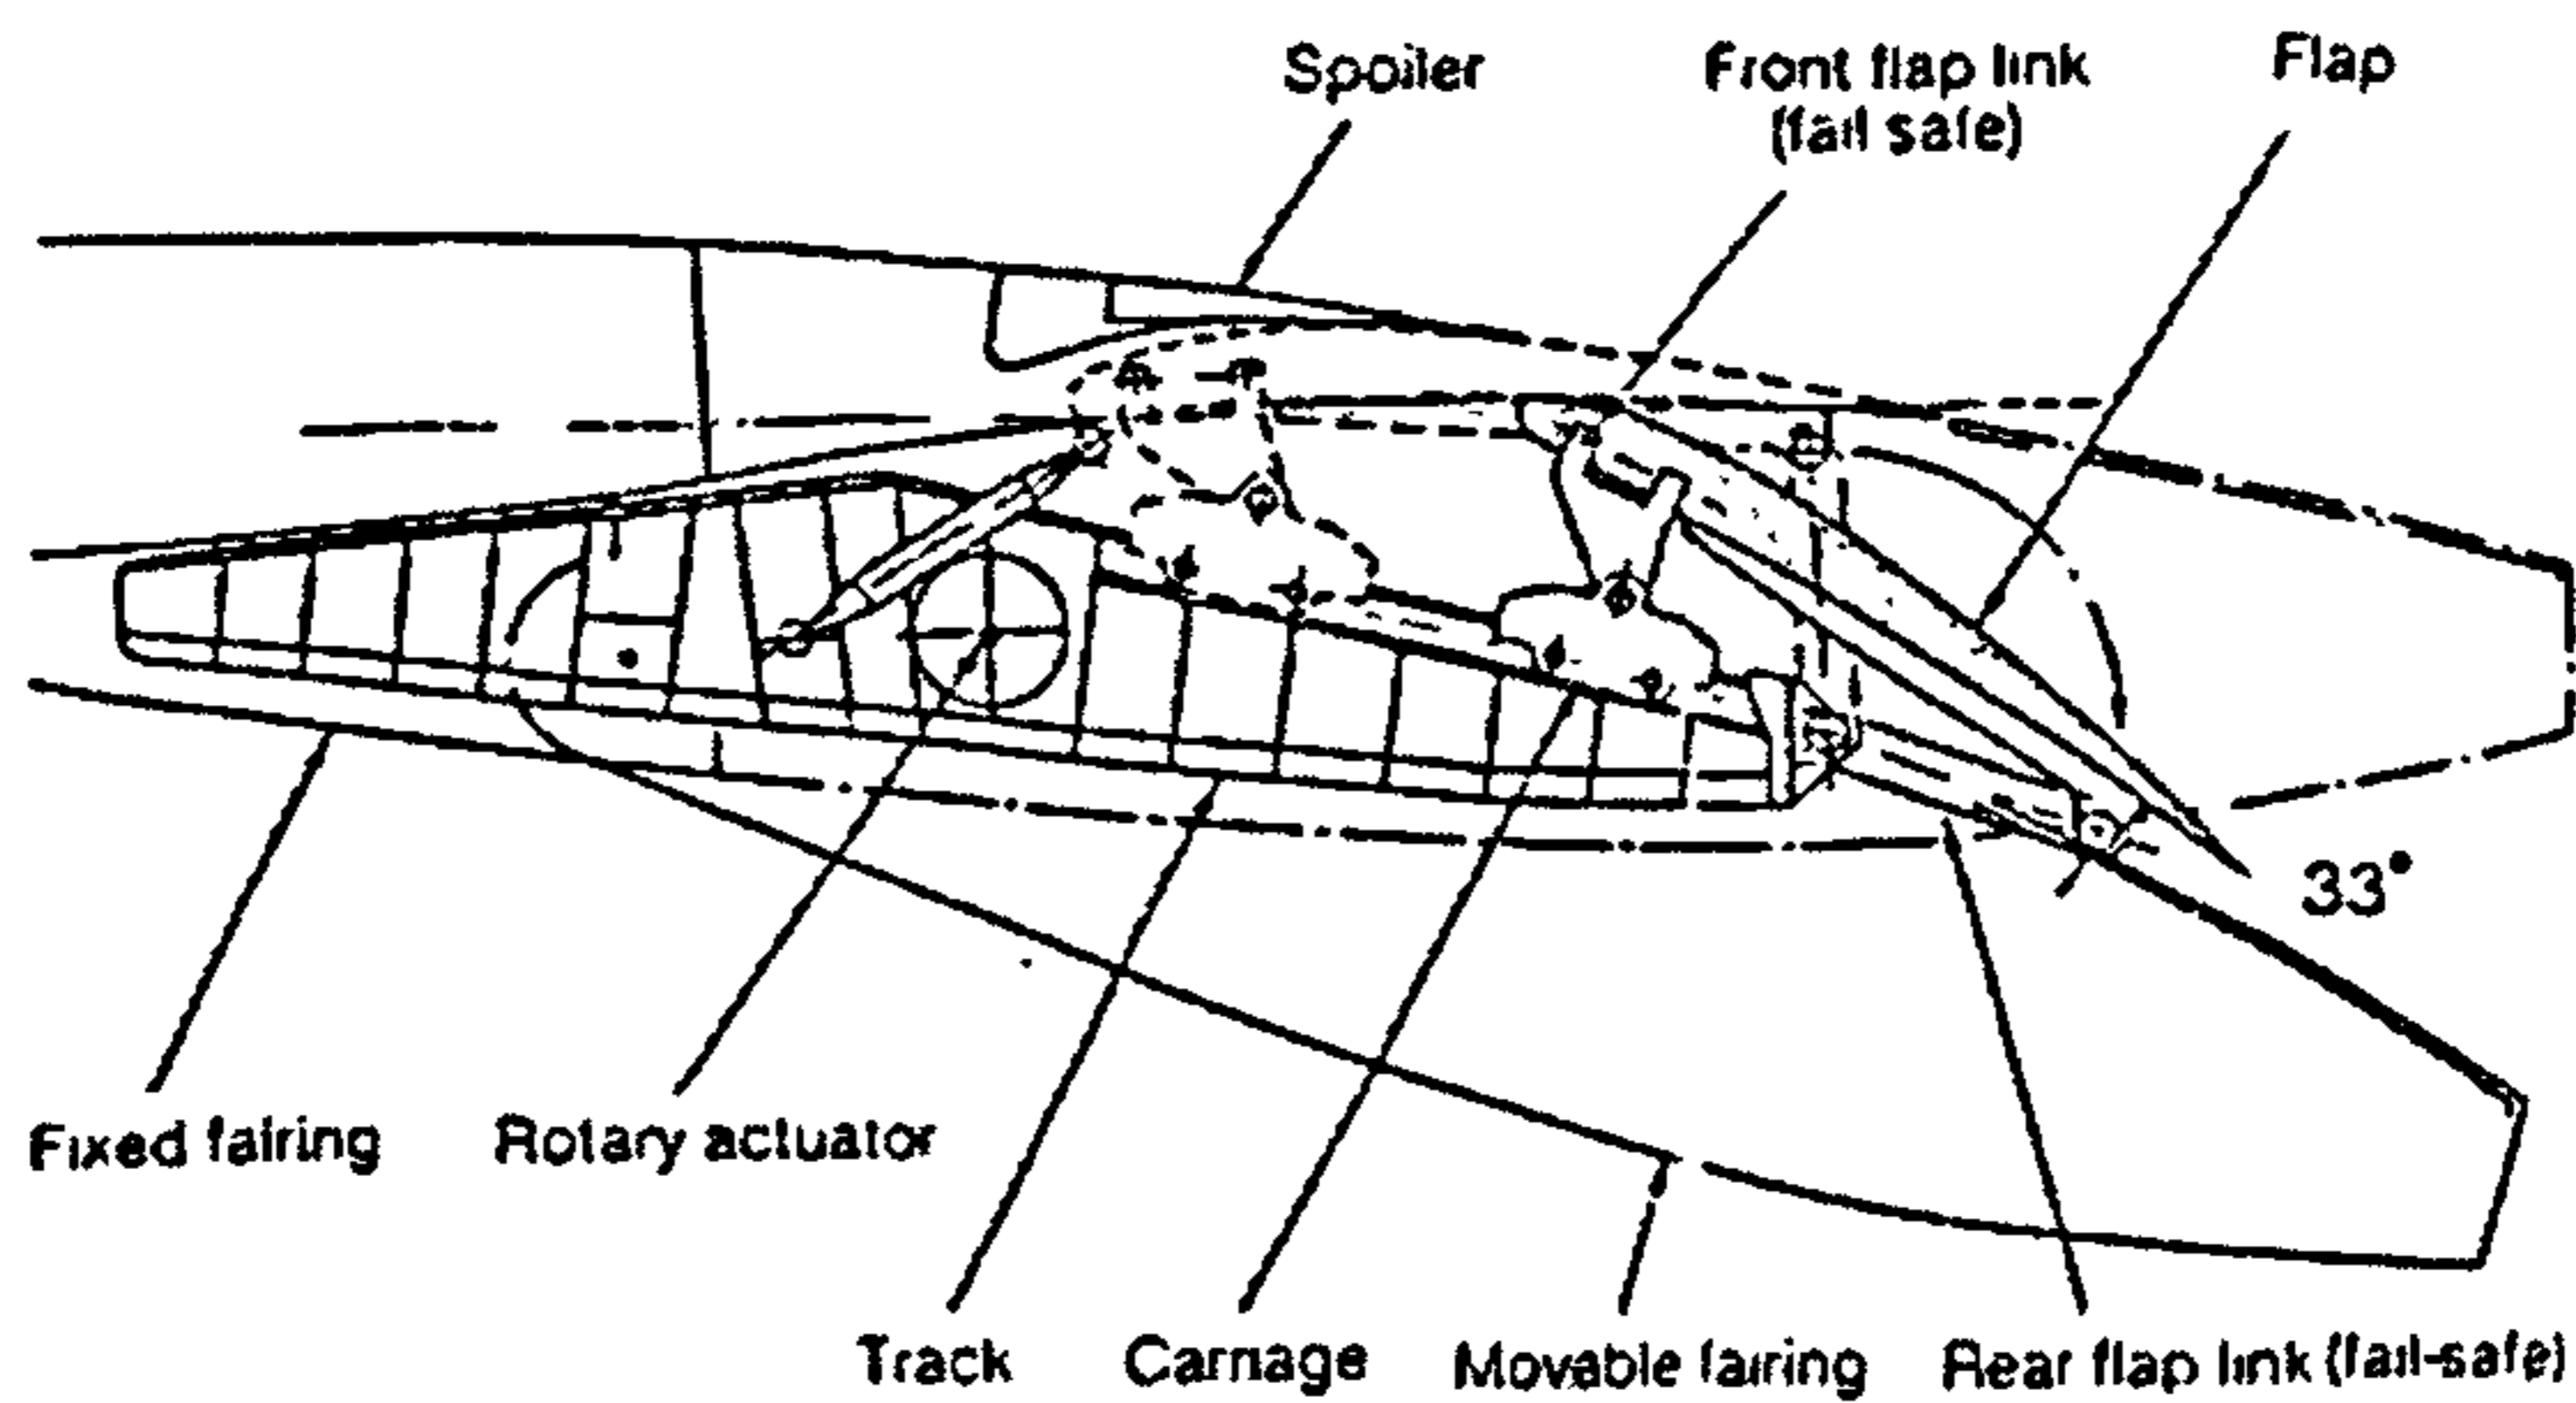 Spoiler
Front flap link
(fail safe)
Flap
33°
Fixed fairing
Rotary actuator
Track
Carriage
Movable fairing
Rear flap link (fail-safe)